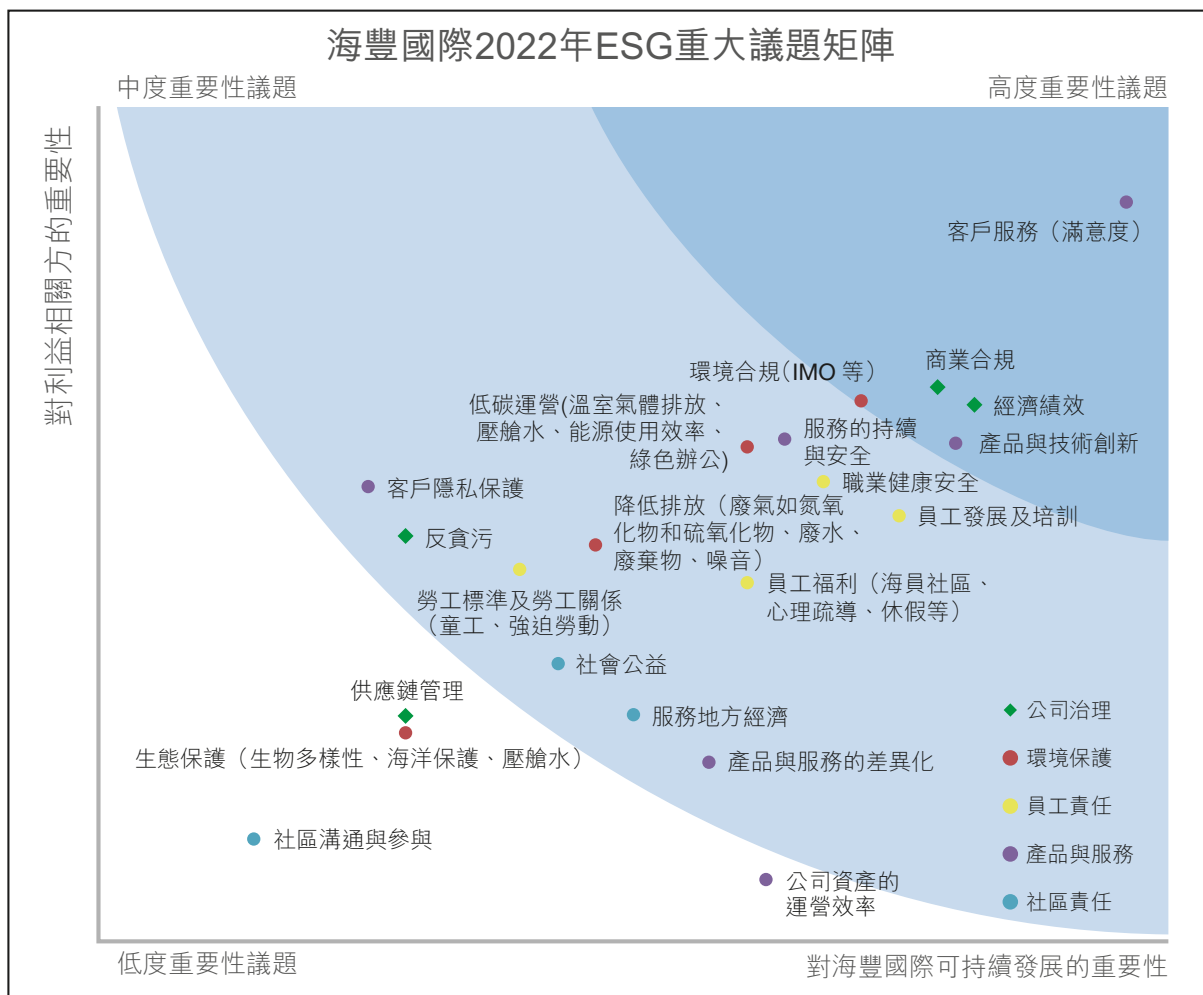 海豐國際2022年ESG重大議題矩陣
中度重要性議題
高度重要性議題
對利益相關方的重要性
客戶服務（滿意度）
商業合規
環境合規（IMO 等）
經濟績效
低碳運營(溫室氣體排放、
壓艙水、能源使用效率、
綠色辦公)
服務的持續
與安全
產品與技術創新
職業健康安全
客戶隱私保護
降低排放（廢氣如氮氧
化物和硫氧化物、廢水、
廢棄物、噪音）
員工發展及培訓
反貪污
勞工標準及勞工關係
（童工、強迫勞動）
員工福利（海員社區、
心理疏導、休假等）
社會公益
供應鏈管理
服務地方經濟
生態保護（生物多樣性、海洋保護、壓艙水）
產品與服務的差異化
社區溝通與參與
公司資產的
運營效率
公司治理
環境保護
員工責任
產品與服務
社區責任
低度重要性議題
對海豐國際可持續發展的重要性